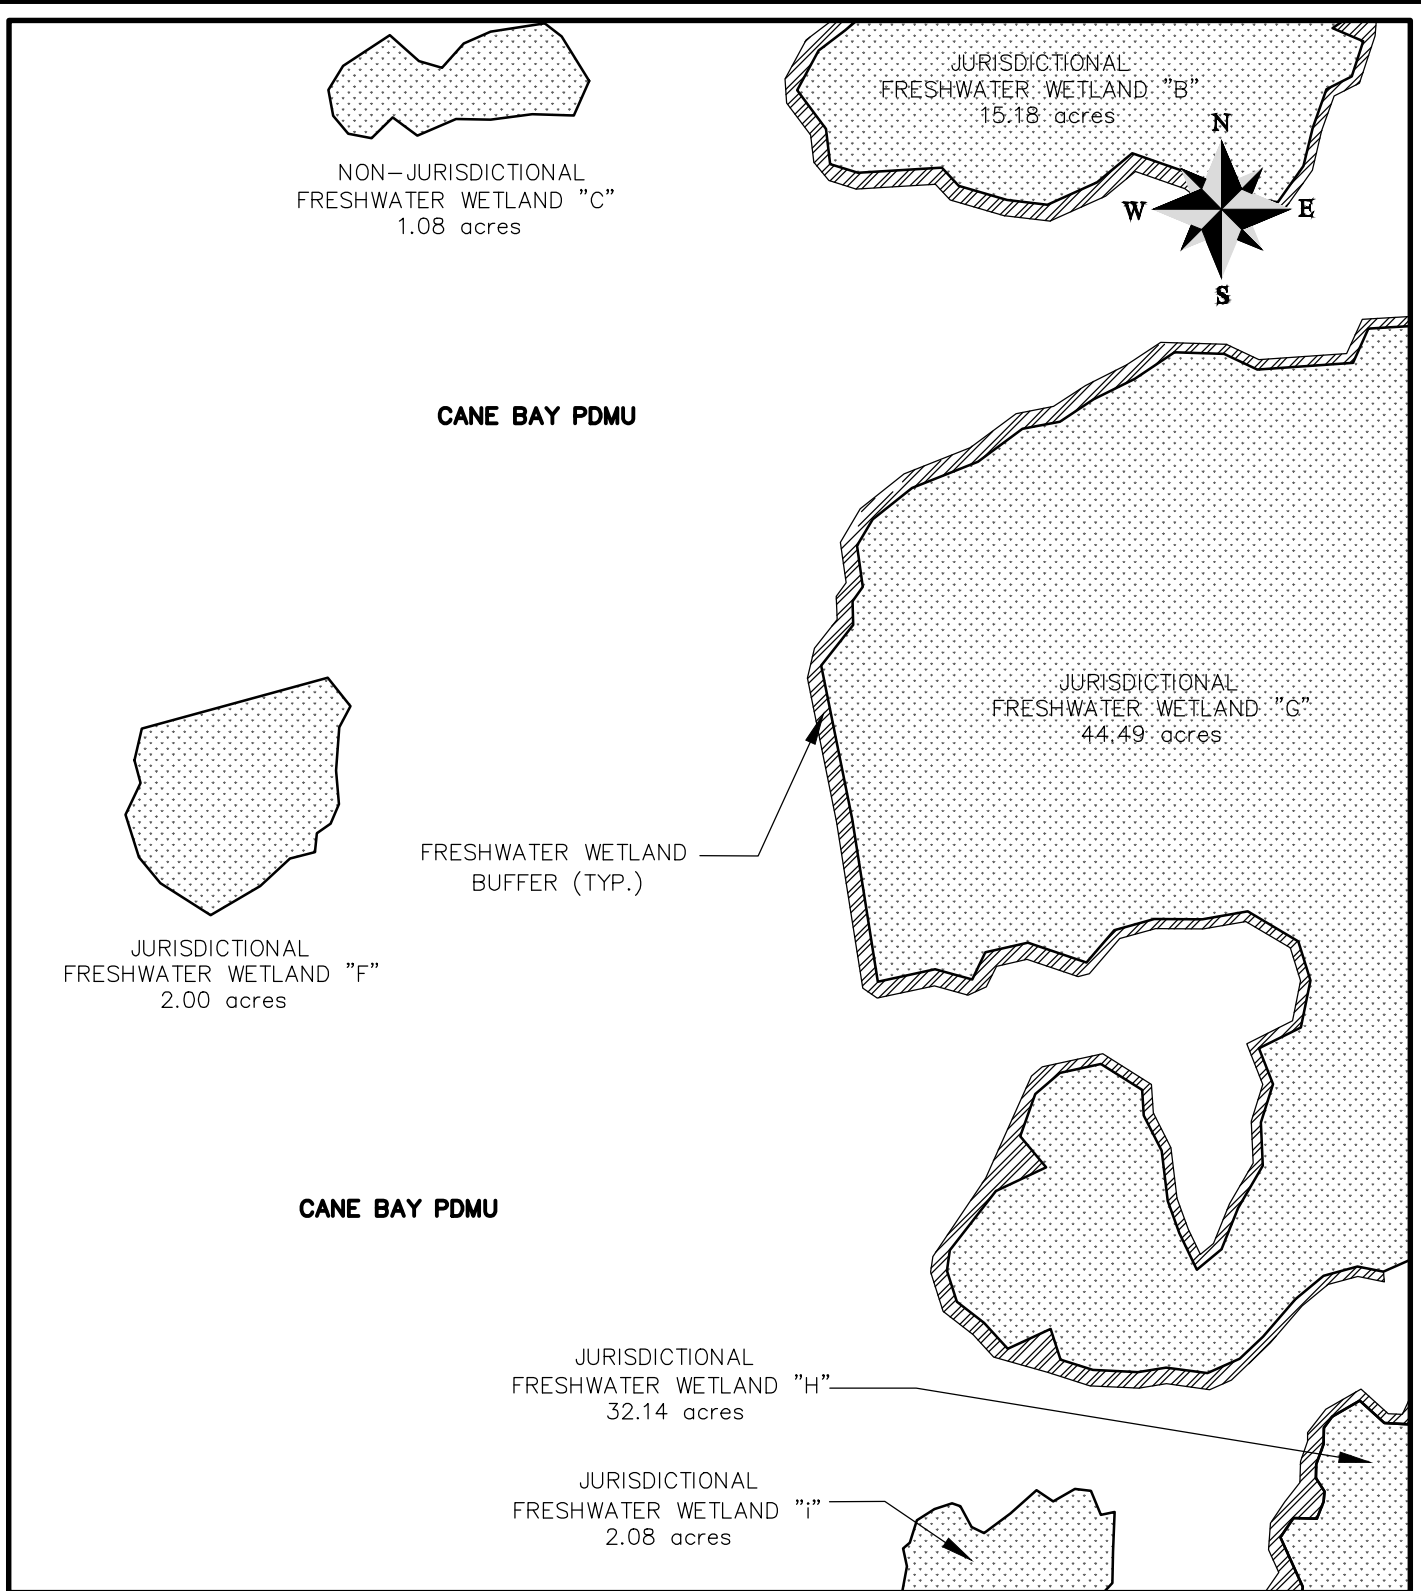 JURISDICTIONAL
FRESHWATER WETLAND "B"
15.18 acres
N
W
E
S
NON-JURISDICTIONAL
FRESHWATER WETLAND "C"
1.08 acres
CANE BAY PDMU
JURISDICTIONAL
FRESHWATER WETLAND "G"
44.49 acres
FRESHWATER WETLAND
BUFFER (TYP.)
JURISDICTIONAL
FRESHWATER WETLAND "F"
2.00 acres
CANE BAY PDMU
JURISDICTIONAL
FRESHWATER WETLAND "H"
32.14 acres
JURISDICTIONAL
FRESHWATER WETLAND "i"
2.08 acres